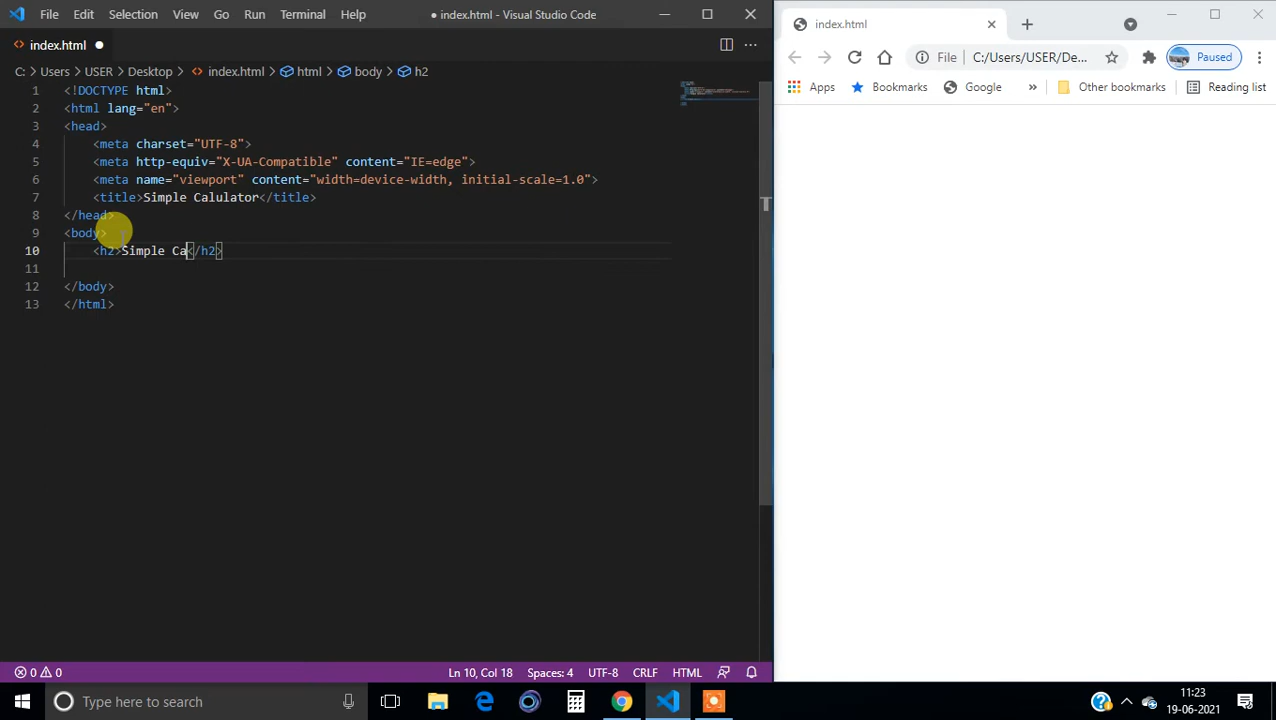 File Edit Selection View Go Run Terminal Help ● index.html - Visual Studio Code
<> index.html ●
C: > Users > USER > Desktop > <> index.html > html > body > h2
1 <!DOCTYPE html>
2 <html lang="en">
3 <head>
4 <meta charset="UTF-8">
5 <meta http-equiv="X-UA-Compatible" content="IE=edge">
6 <meta name="viewport" content="width=device-width, initial-scale=1.0">
7 <title>Simple Calulator</title>
8 </head>
9 <body>
10 <h2>Simple Ca</h2>
11
12 </body>
13 </html>
0 0 Ln 10, Col 18 Spaces: 4 UTF-8 CRLF HTML
index.html
File C:/Users/USER/De... Paused
Apps Bookmarks Google » Other bookmarks Reading list
Type here to search
11:23
19-06-2021